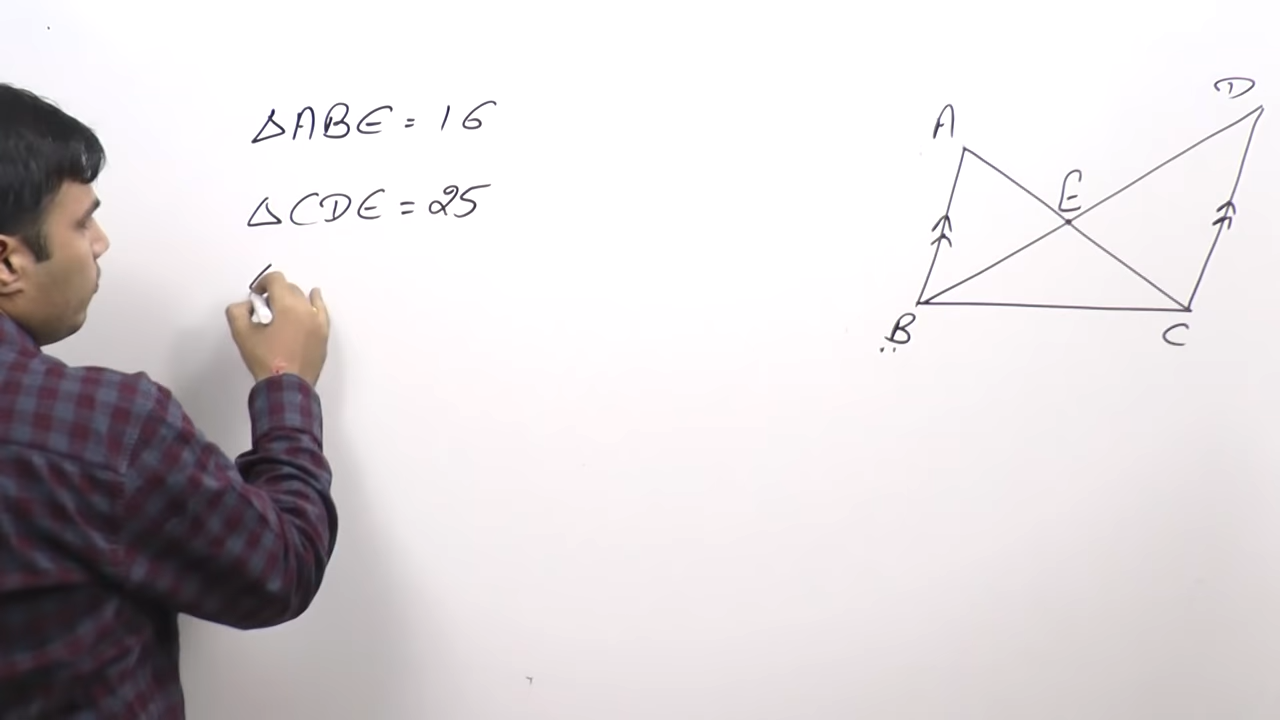 △ABE = 16
△CDE = 25
A
D
E
B
C